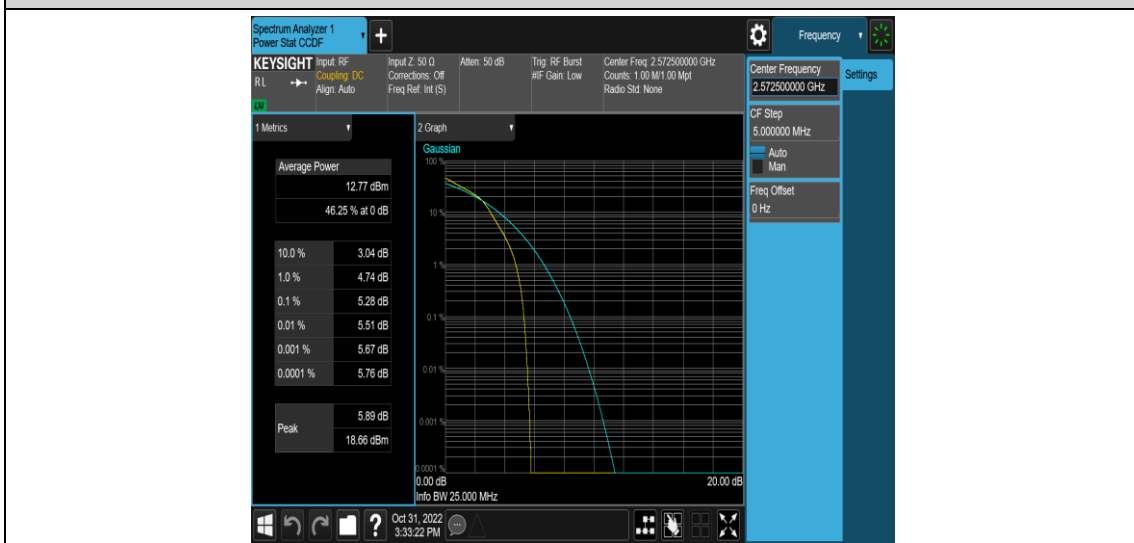 Spectrum Analyzer 1
Power Stat CCDF
Frequency
KEYSIGHT
R L
LXI
Input: RF
Coupling: DC
Align: Auto
Input Z: 50 Ω
Corrections: Off
Freq Ref: Int (S)
Atten: 50 dB
Trig: RF Burst
#IF Gain: Low
Center Freq: 2.572500000 GHz
Counts: 1.00 M/1.00 Mpt
Radio Std: None
Center Frequency
2.572500000 GHz
Settings
CF Step
5.000000 MHz
Auto
Man
Freq Offset
0 Hz
1 Metrics
Average Power
12.77 dBm
46.25 % at 0 dB
10.0 % 3.04 dB
1.0 % 4.74 dB
0.1 % 5.28 dB
0.01 % 5.51 dB
0.001 % 5.67 dB
0.0001 % 5.76 dB
Peak
5.89 dB
18.66 dBm
2 Graph
Gaussian
100 %
10 %
1 %
0.1 %
0.01 %
0.001 %
0.0001 %
0.00 dB 20.00 dB
Info BW 25.000 MHz
?
Oct 31, 2022
3:33:22 PM